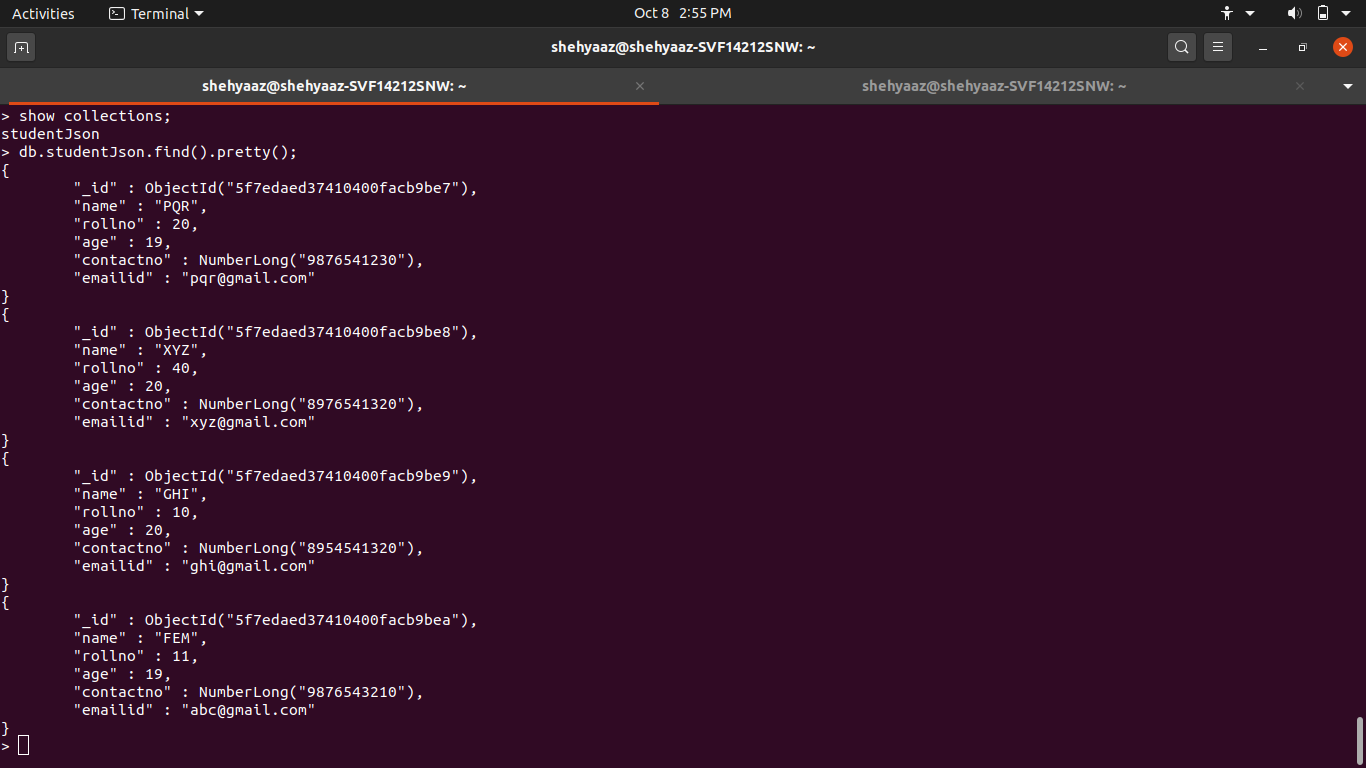 Activities Terminal Oct 8 2:55 PM
shehyaaz@shehyaaz-SVF14212SNW: ~
shehyaaz@shehyaaz-SVF14212SNW: ~ shehyaaz@shehyaaz-SVF14212SNW: ~
> show collections;
studentJson
> db.studentJson.find().pretty();
{
"_id" : ObjectId("5f7edaed37410400facb9be7"),
"name" : "PQR",
"rollno" : 20,
"age" : 19,
"contactno" : NumberLong("9876541230"),
"emailid" : "pqr@gmail.com"
}
{
"_id" : ObjectId("5f7edaed37410400facb9be8"),
"name" : "XYZ",
"rollno" : 40,
"age" : 20,
"contactno" : NumberLong("8976541320"),
"emailid" : "xyz@gmail.com"
}
{
"_id" : ObjectId("5f7edaed37410400facb9be9"),
"name" : "GHI",
"rollno" : 10,
"age" : 20,
"contactno" : NumberLong("8954541320"),
"emailid" : "ghi@gmail.com"
}
{
"_id" : ObjectId("5f7edaed37410400facb9bea"),
"name" : "FEM",
"rollno" : 11,
"age" : 19,
"contactno" : NumberLong("9876543210"),
"emailid" : "abc@gmail.com"
}
>